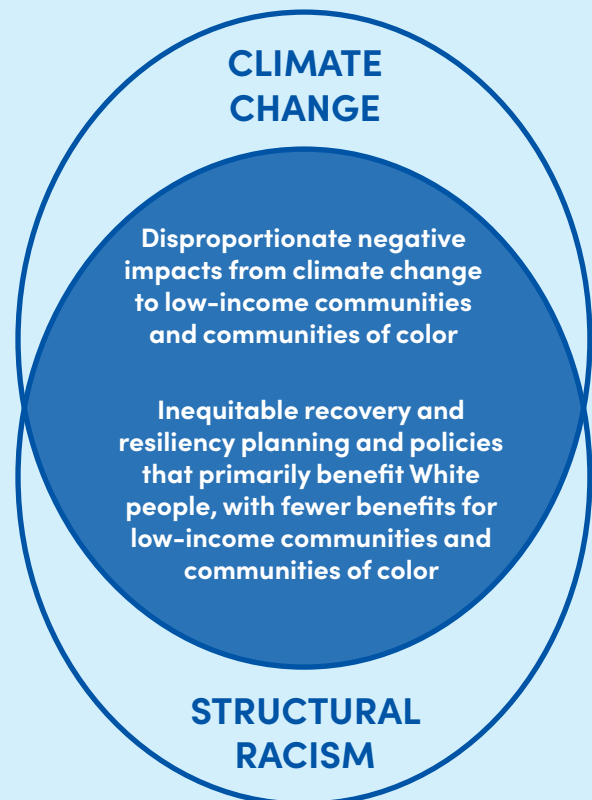 CLIMATE
CHANGE
Disproportionate negative
impacts from climate change
to low-income communities
and communities of color
Inequitable recovery and
resiliency planning and policies
that primarily benefit White
people, with fewer benefits for
low-income communities and
communities of color
STRUCTURAL
RACISM